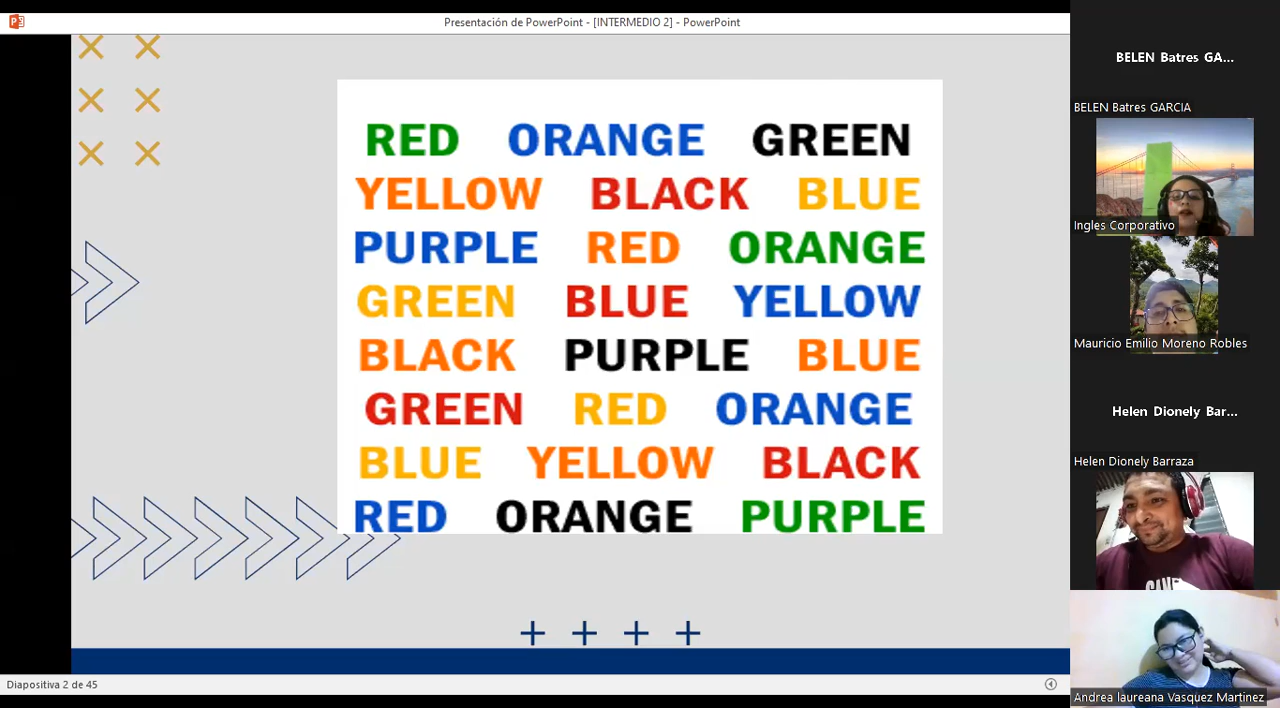 Presentación de PowerPoint - [INTERMEDIO 2] - PowerPoint
RED ORANGE GREEN
YELLOW BLACK BLUE
PURPLE RED ORANGE
GREEN BLUE YELLOW
BLACK PURPLE BLUE
GREEN RED ORANGE
BLUE YELLOW BLACK
RED ORANGE PURPLE
Diapositiva 2 de 45
BELEN Batres GA...
BELEN Batres GARCIA
Ingles Corporativo
Mauricio Emilio Moreno Robles
Helen Dionely Bar...
Helen Dionely Barraza
Andrea laureana Vasquez Martinez